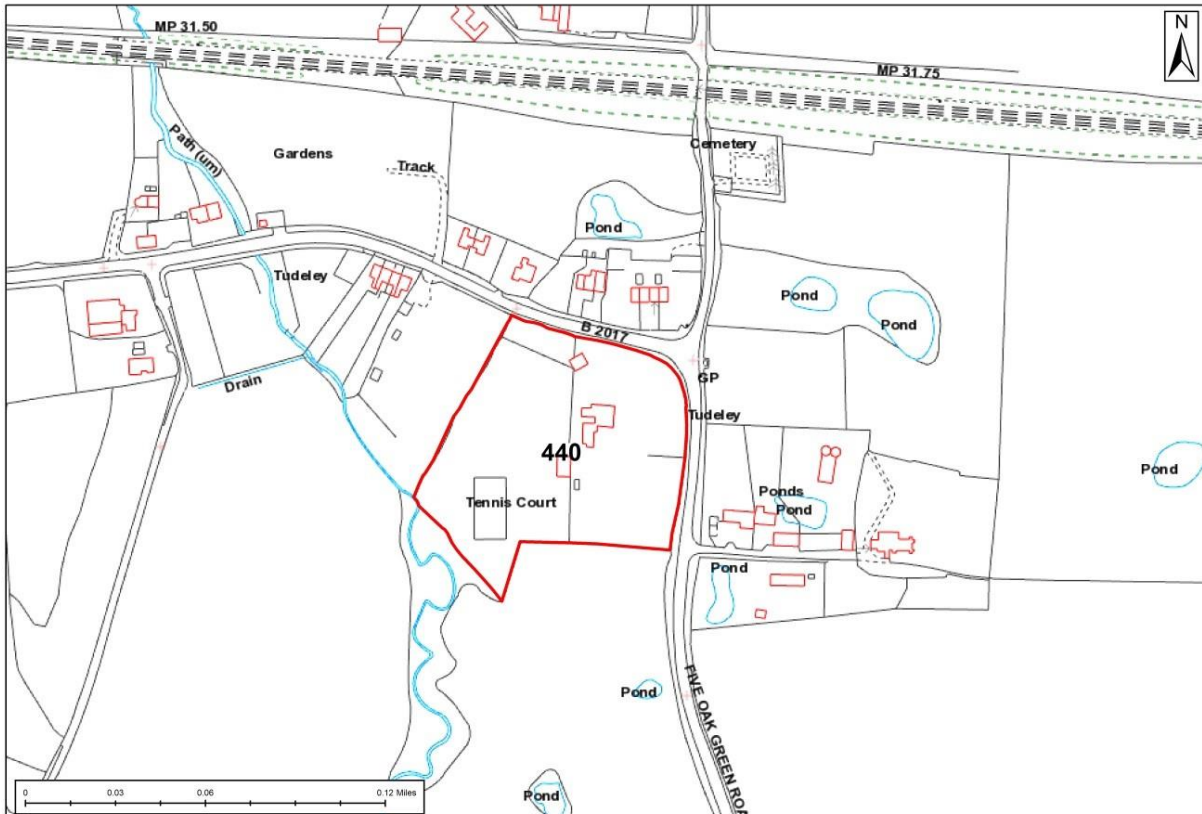 MP 31.50
N
MP 31.75
Path (um)
Gardens
Track
Cemetery
Pond
Tudeley
Pond
Pond
B 2017
GP
Drain
Tudeley
440
Pond
Tennis Court
Ponds
Pond
Pond
Pond
FIVE OAK GREEN ROA
Pond
0 0.03 0.06 0.12 Miles